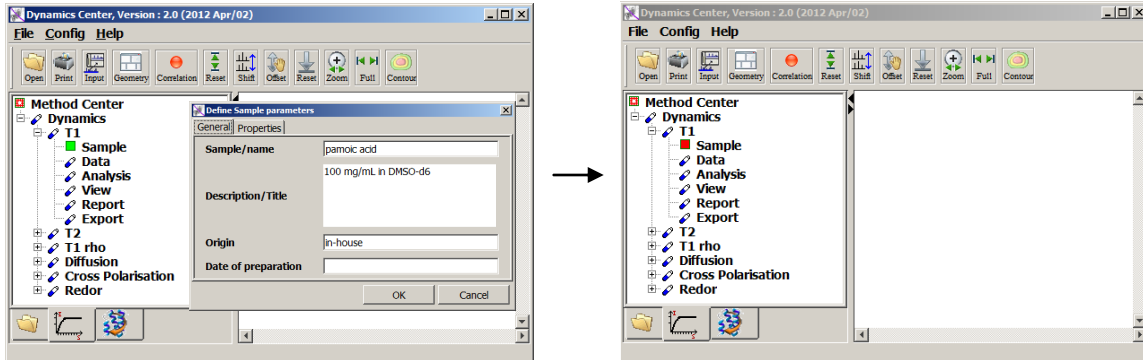 Dynamics Center, Version : 2.0 (2012 Apr/02)
File Config Help
Open Print Input Geometry Correlation Reset Shift Offset Reset Zoom Full Contour
Method Center
Dynamics
T1
Sample
Data
Analysis
View
Report
Export
T2
T1 rho
Diffusion
Cross Polarisation
Redor
Define Sample parameters
General Properties
Sample/name pamoic acid
Description/Title 100 mg/mL in DMSO-d6
Origin in-house
Date of preparation
OK Cancel
Dynamics Center, Version : 2.0 (2012 Apr/02)
File Config Help
Open Print Input Geometry Correlation Reset Shift Offset Reset Zoom Full Contour
Method Center
Dynamics
T1
Sample
Data
Analysis
View
Report
Export
T2
T1 rho
Diffusion
Cross Polarisation
Redor